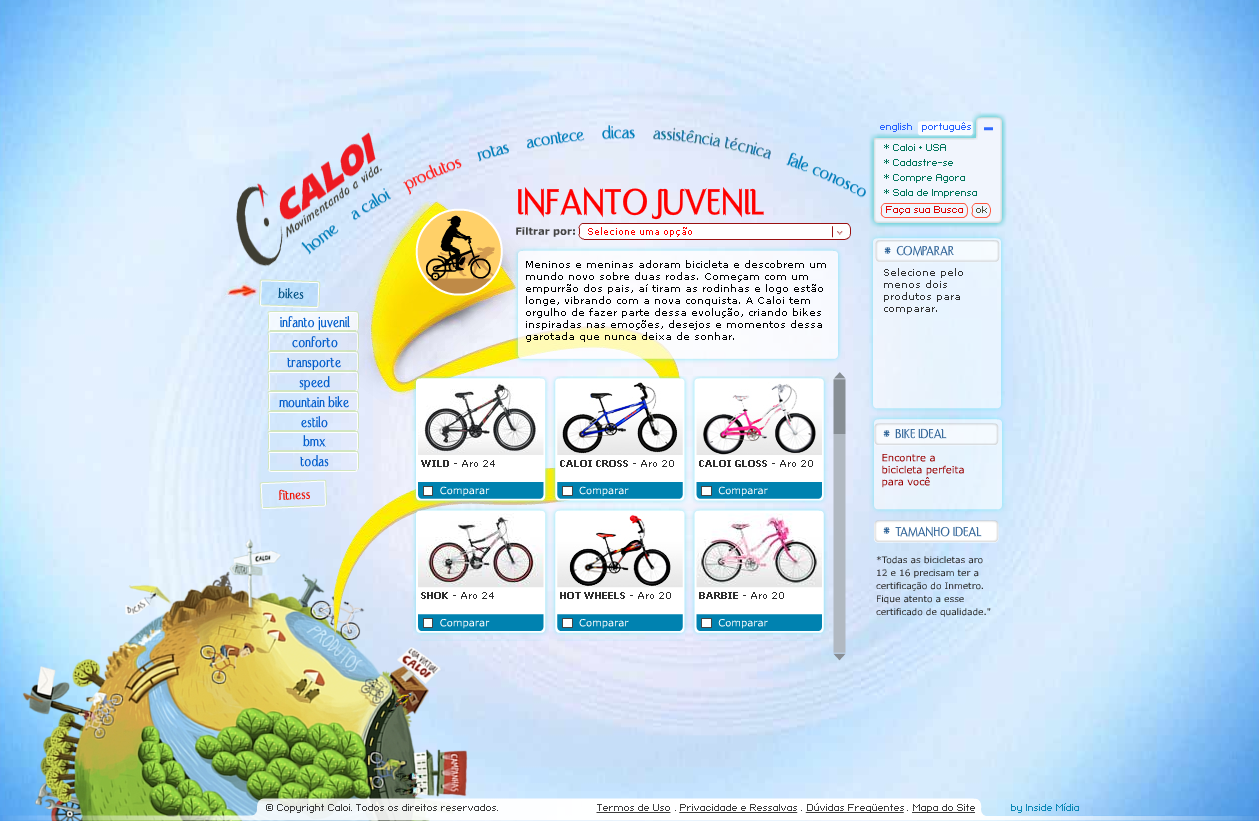 CALOI
Movimentando a vida.
home
a caloi
produtos
rotas
acontece
dicas
assistência técnica
fale conosco
english português
* Caloi • USA
* Cadastre-se
* Compre Agora
* Sala de Imprensa
Faça sua Busca ok
INFANTO JUVENIL
Filtrar por: Selecione uma opção
Meninos e meninas adoram bicicleta e descobrem um
mundo novo sobre duas rodas. Começam com um
empurrão dos pais, aí tiram as rodinhas e logo estão
longe, vibrando com a nova conquista. A Caloi tem
orgulho de fazer parte dessa evolução, criando bikes
inspiradas nas emoções, desejos e momentos dessa
garotada que nunca deixa de sonhar.
bikes
infanto juvenil
conforto
transporte
speed
mountain bike
estilo
bmx
todas
fitness
WILD - Aro 24
Comparar
CALOI CROSS - Aro 20
Comparar
CALOI GLOSS - Aro 20
Comparar
SHOK - Aro 24
Comparar
HOT WHEELS - Aro 20
Comparar
BARBIE - Aro 20
Comparar
* COMPARAR
Selecione pelo
menos dois
produtos para
comparar.
* BIKE IDEAL
Encontre a
bicicleta perfeita
para você
* TAMANHO IDEAL
*Todas as bicicletas aro
12 e 16 precisam ter a
certificação do Inmetro.
Fique atento a esse
certificado de qualidade."
CALOI
ROTAS
DICAS
PRODUTOS
LOJA VIRTUAL
CALOI
CAMPANHAS
© Copyright Caloi. Todos os direitos reservados.
Termos de Uso . Privacidade e Ressalvas . Dúvidas Freqüentes . Mapa do Site
by Inside Mídia